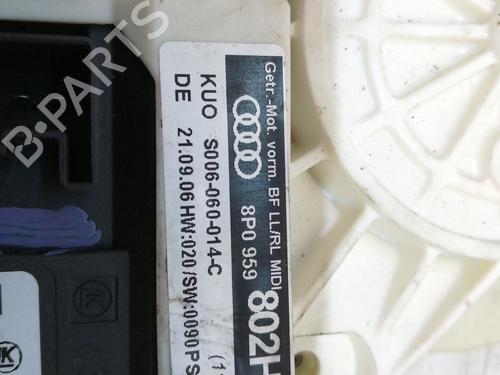 Getr.-Mot. vorm. BF LL/RL MIDI
8P0 959 802H
KUO S006-060-014-C
DE 21.09.06 HW:020/SW:0090
B-PARTS